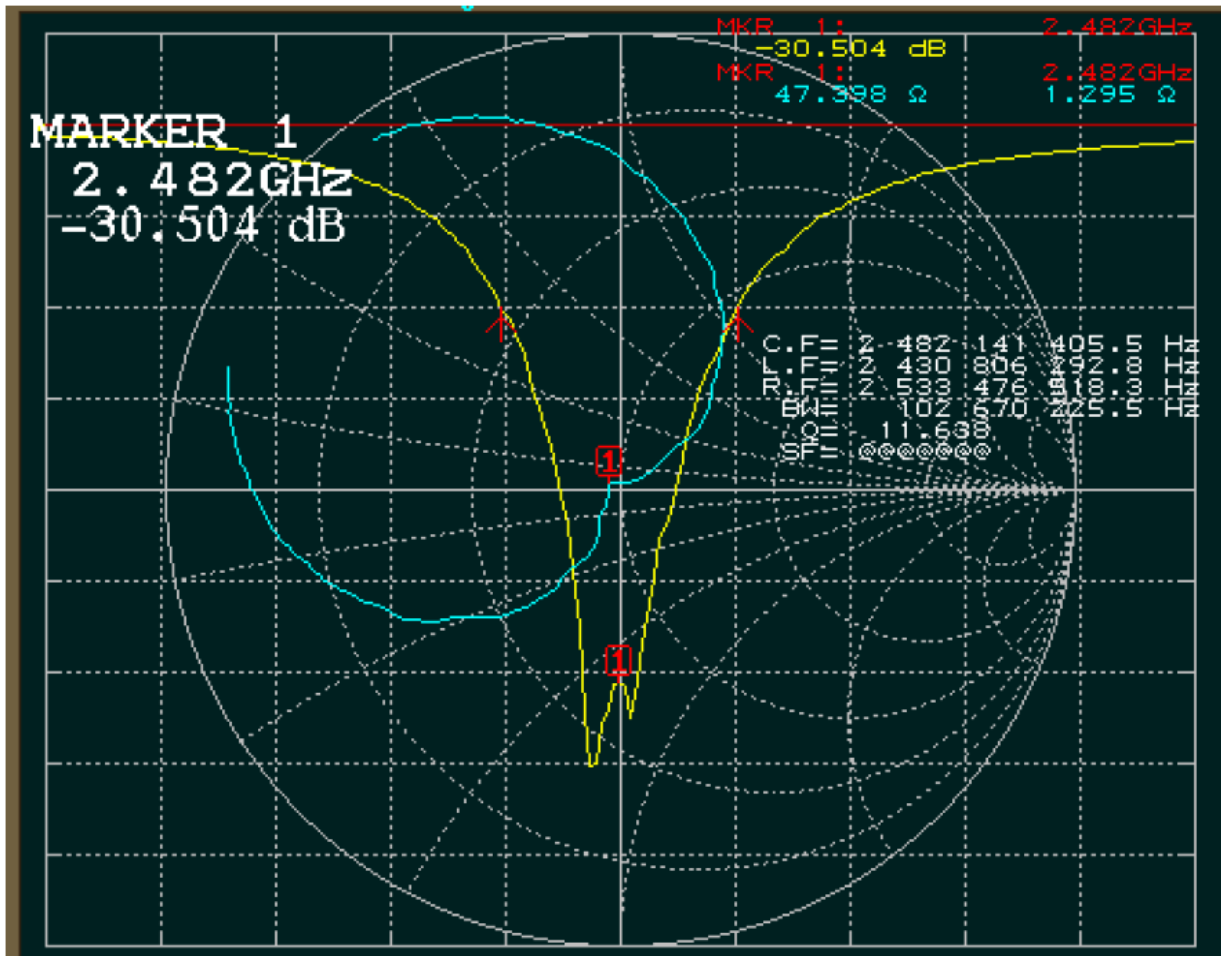 MKR 1: 2.482GHz
-30.504 dB
MKR 1: 2.482GHz
47.398 Ω 1.295 Ω
MARKER 1
2.482GHz
-30.504 dB
C.F= 2 482 141 405.5 Hz
L.F= 2 430 806 292.8 Hz
R.F= 2 533 476 518.3 Hz
BW= 102 670 225.5 Hz
Q= 11.638
SF= @@@@@@@
1
1